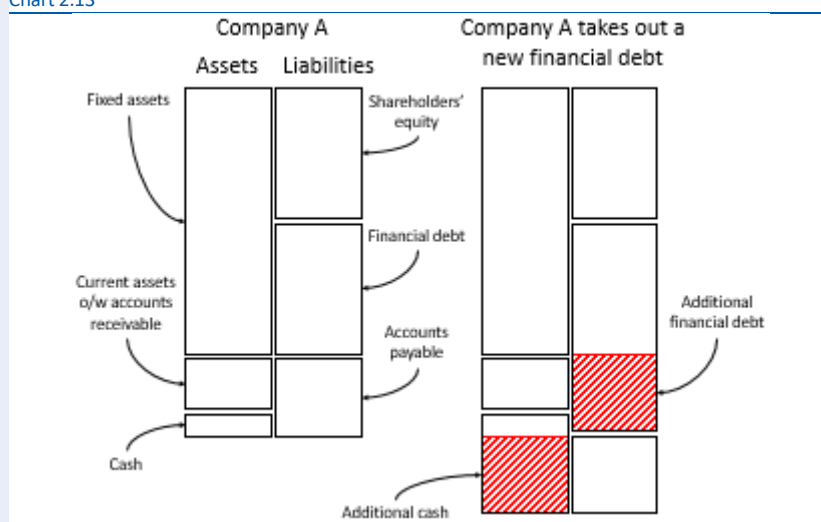 Chart 2.13
Company A
Assets Liabilities
Fixed assets
Shareholders'
equity
Financial debt
Current assets
o/w accounts
receivable
Accounts
payable
Cash
Company A takes out a
new financial debt
Additional
financial debt
Additional cash